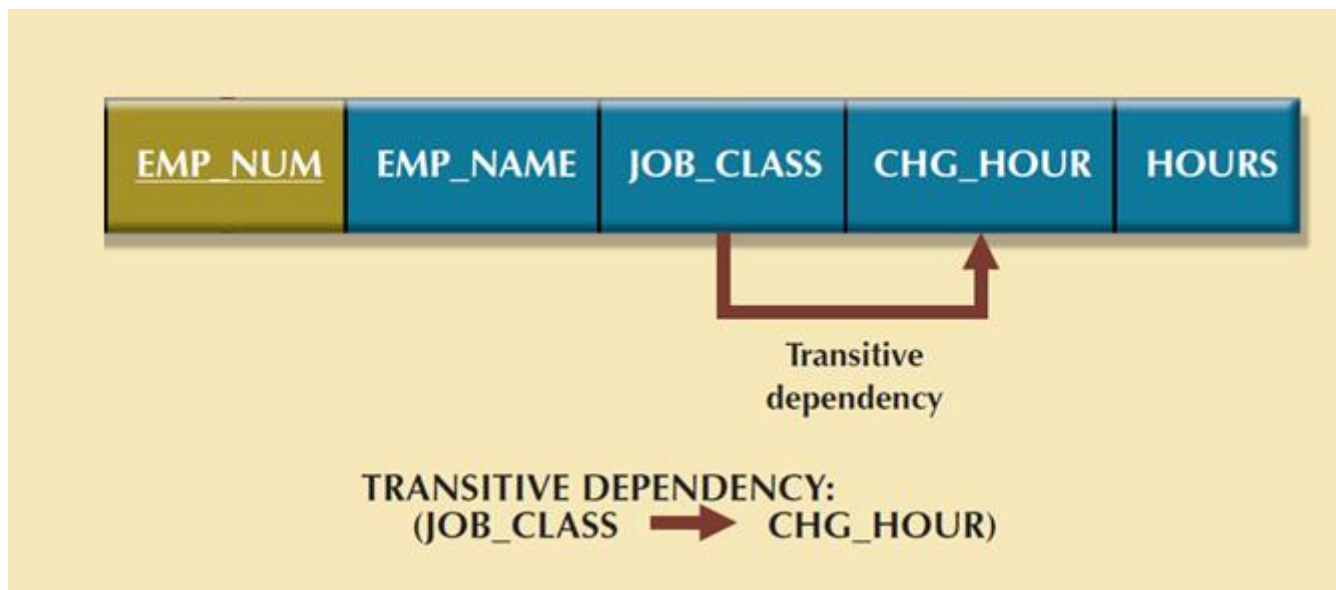 EMP_NUM EMP_NAME JOB_CLASS CHG_HOUR HOURS
Transitive
dependency
TRANSITIVE DEPENDENCY:
(JOB_CLASS CHG_HOUR)